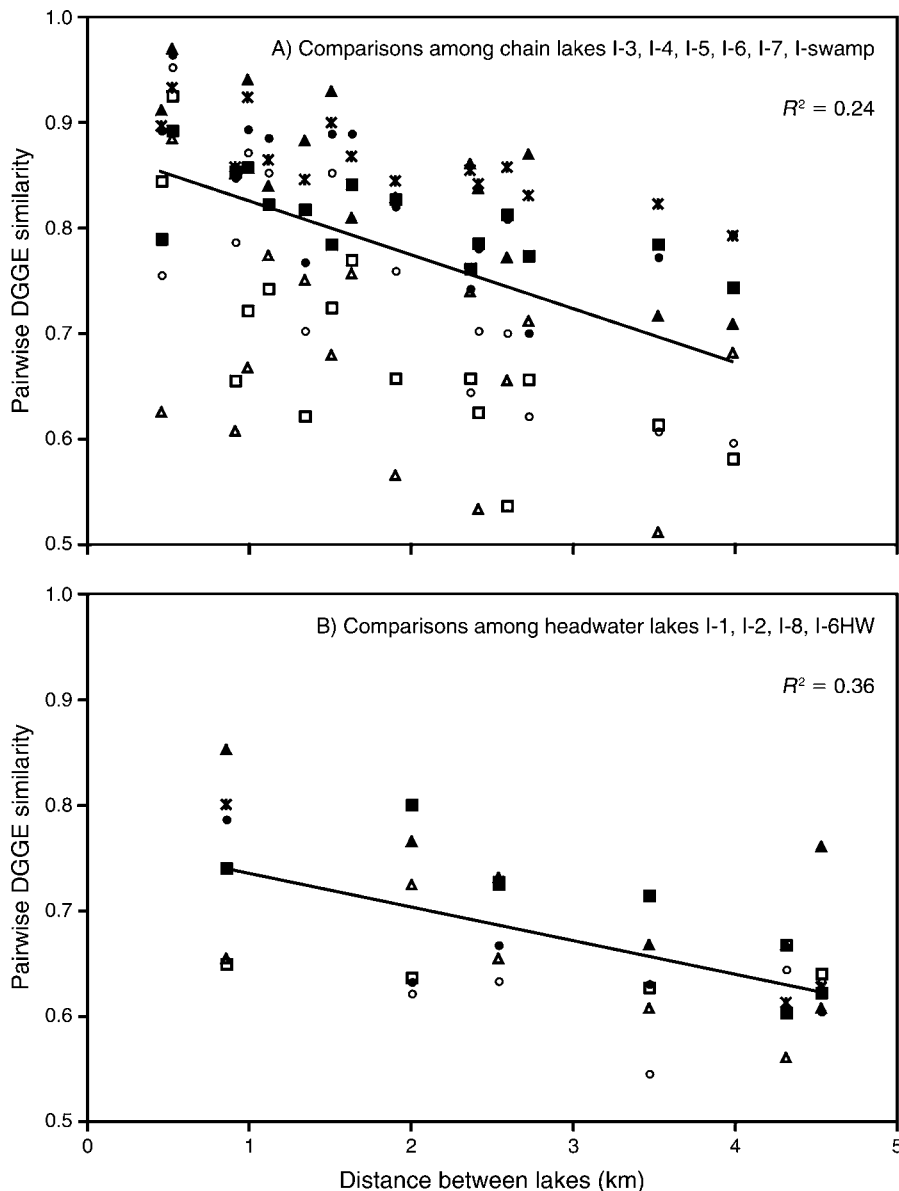 1.0
A) Comparisons among chain lakes I-3, I-4, I-5, I-6, I-7, I-swamp
R² = 0.24
0.9
0.8
0.7
0.6
0.5
Pairwise DGGE similarity
1.0
B) Comparisons among headwater lakes I-1, I-2, I-8, I-6HW
R² = 0.36
0.9
0.8
0.7
0.6
0.5
Pairwise DGGE similarity
0 1 2 3 4 5
Distance between lakes (km)